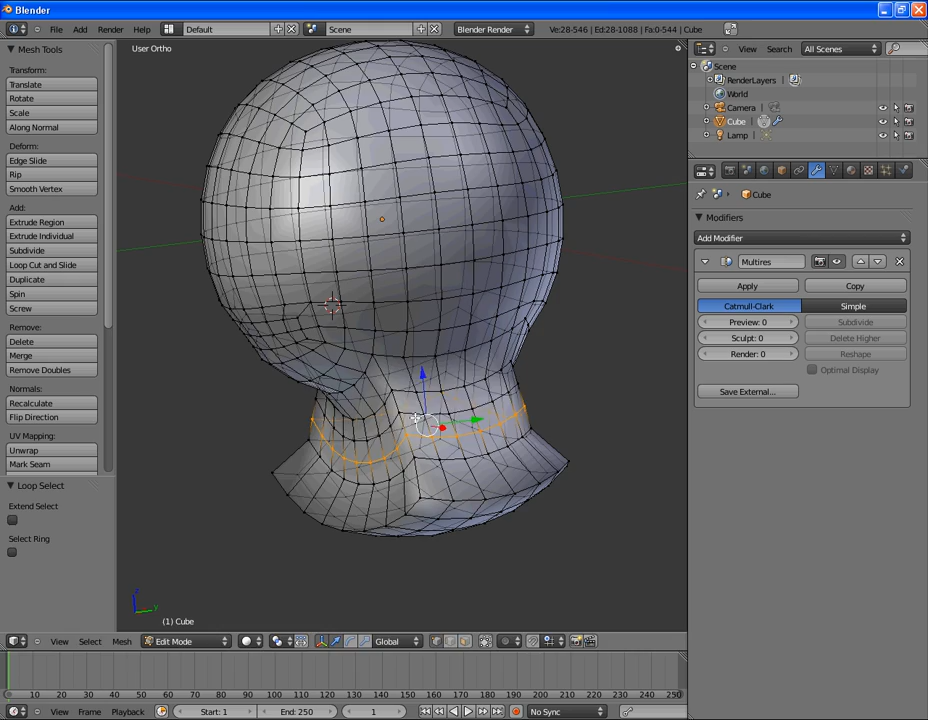 Blender
File Add Render Help Default Scene Blender Render Ve:28-546 | Ed:28-1088 | Fa:0-544 | Cube
Mesh Tools
Transform:
Translate
Rotate
Scale
Along Normal
Deform:
Edge Slide
Rip
Smooth Vertex
Add:
Extrude Region
Extrude Individual
Subdivide
Loop Cut and Slide
Duplicate
Spin
Screw
Remove:
Delete
Merge
Remove Doubles
Normals:
Recalculate
Flip Direction
UV Mapping:
Unwrap
Mark Seam
Loop Select
Extend Select
Select Ring
User Ortho
z
y
(1) Cube
View Select Mesh Edit Mode Global
0 10 20 30 40 50 60 70 80 90 100 110 120 130 140 150 160 170 180 190 200 210 220 230 240 250
View Frame Playback Start: 1 End: 250 1 No Sync
View Search All Scenes
Scene
RenderLayers
World
Camera
Cube
Lamp
Cube
Modifiers
Add Modifier
Multires
Apply Copy
Catmull-Clark Simple
Preview: 0 Subdivide
Sculpt: 0 Delete Higher
Render: 0 Reshape
Optimal Display
Save External...